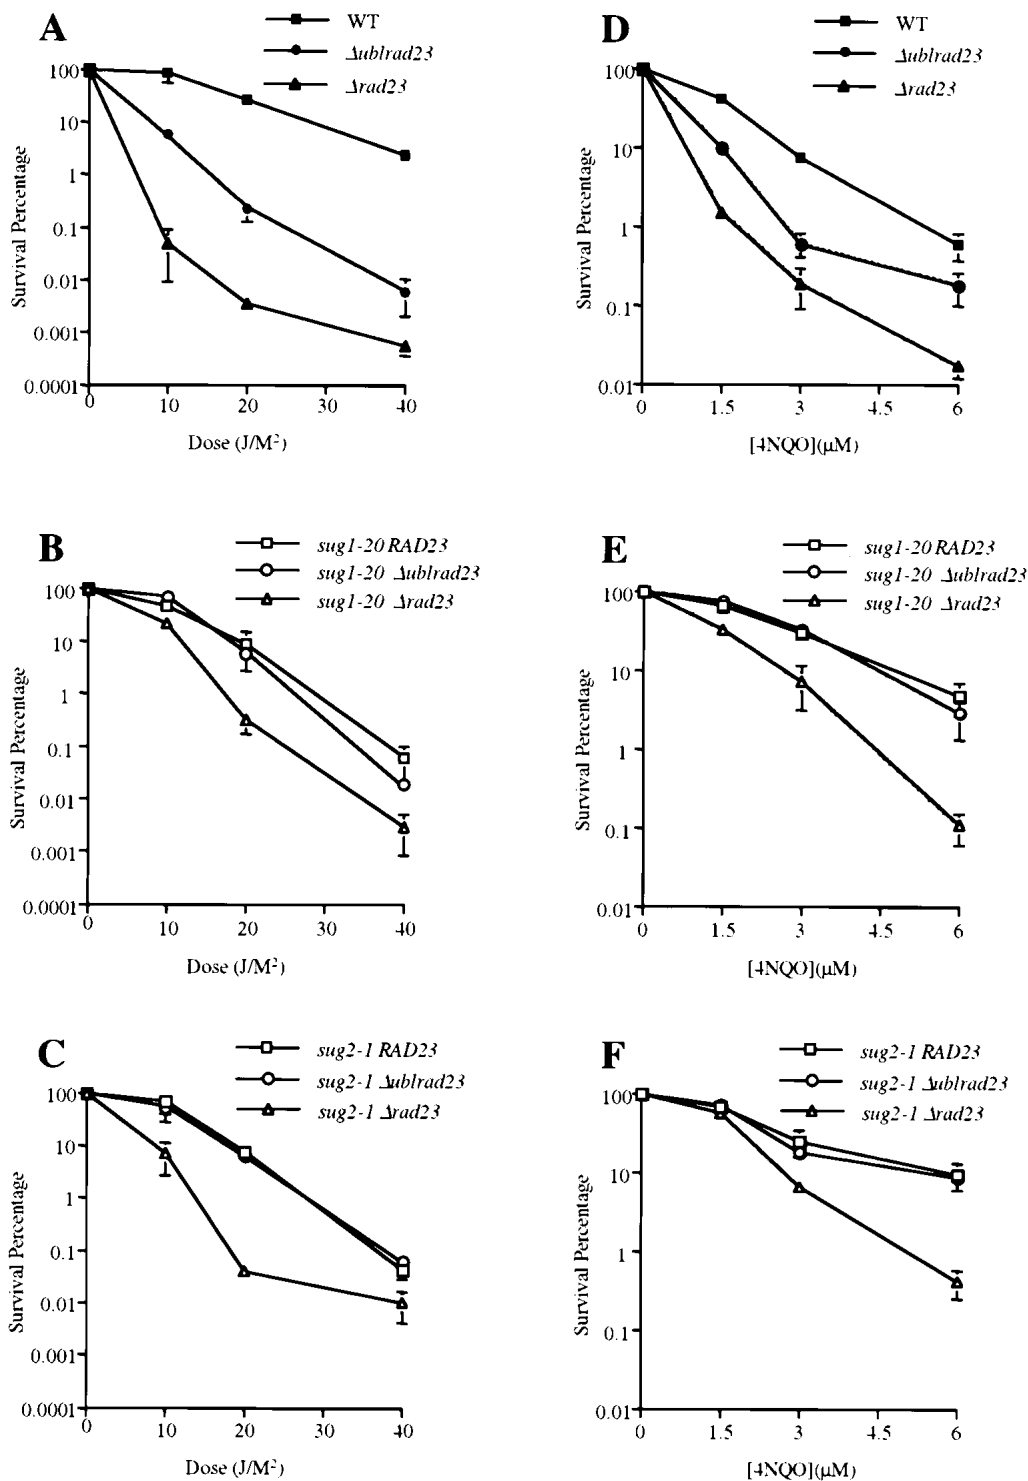 A
WT
Δublrad23
Δrad23
100
10
1
0.1
0.01
0.001
0.0001
Survival Percentage
0 10 20 30 40
Dose (J/M²)
D
WT
Δublrad23
Δrad23
100
10
1
0.1
0.01
Survival Percentage
0 1.5 3 4.5 6
[4NQO](μM)
B
sug1-20 RAD23
sug1-20 Δublrad23
sug1-20 Δrad23
100
10
1
0.1
0.01
0.001
0.0001
Survival Percentage
0 10 20 30 40
Dose (J/M²)
E
sug1-20 RAD23
sug1-20 Δublrad23
sug1-20 Δrad23
100
10
1
0.1
0.01
Survival Percentage
0 1.5 3 4.5 6
[4NQO](μM)
C
sug2-1 RAD23
sug2-1 Δublrad23
sug2-1 Δrad23
100
10
1
0.1
0.01
0.001
0.0001
Survival Percentage
0 10 20 30 40
Dose (J/M²)
F
sug2-1 RAD23
sug2-1 Δublrad23
sug2-1 Δrad23
100
10
1
0.1
0.01
Survival Percentage
0 1.5 3 4.5 6
[4NQO](μM)